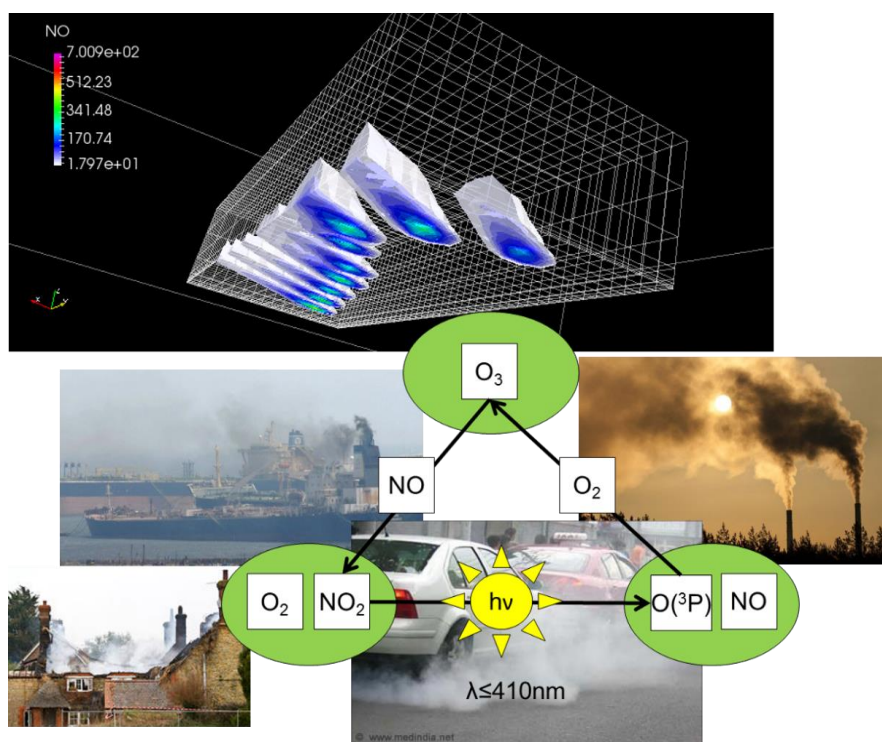 NO
7.009e+02
512.23
341.48
170.74
1.797e+01
O₃
NO
O₂
O₂
NO₂
hν
O(³P)
NO
λ≤410nm
© www.medindia.net